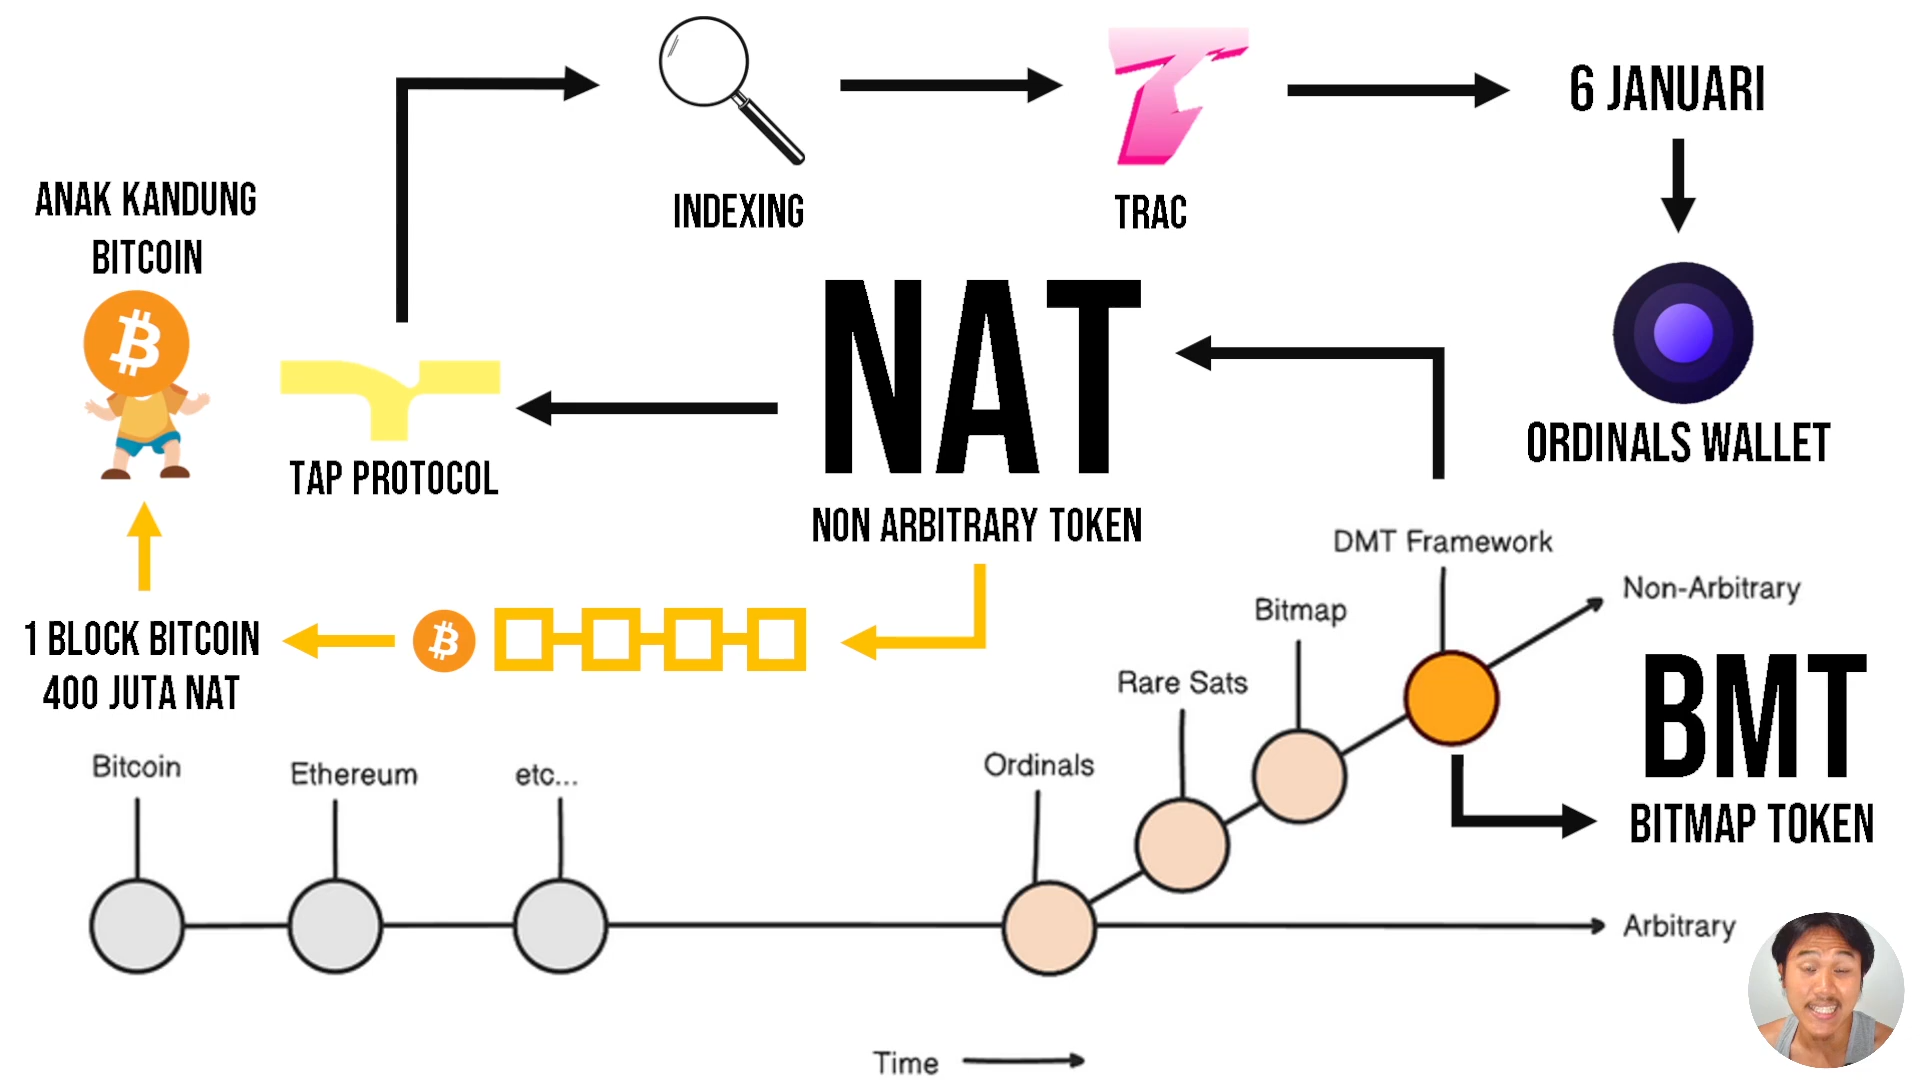 6 JANUARI
INDEXING
TRAC
ANAK KANDUNG
BITCOIN
NAT
ORDINALS WALLET
TAP PROTOCOL
NON ARBITRARY TOKEN
DMT Framework
Non-Arbitrary
Bitmap
1 BLOCK BITCOIN
400 JUTA NAT
Rare Sats
BMT
BITMAP TOKEN
Bitcoin
Ethereum
etc...
Ordinals
Arbitrary
Time